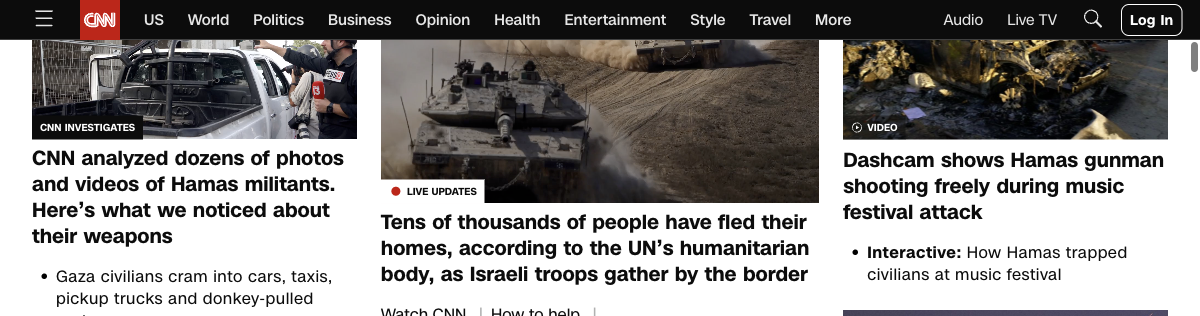 CNN US World Politics Business Opinion Health Entertainment Style Travel More Audio Live TV Log In
CNN INVESTIGATES
CNN analyzed dozens of photos
and videos of Hamas militants.
Here’s what we noticed about
their weapons
• Gaza civilians cram into cars, taxis,
pickup trucks and donkey-pulled
LIVE UPDATES
Tens of thousands of people have fled their
homes, according to the UN’s humanitarian
body, as Israeli troops gather by the border
Watch CNN | How to help |
VIDEO
Dashcam shows Hamas gunman
shooting freely during music
festival attack
• Interactive: How Hamas trapped
civilians at music festival